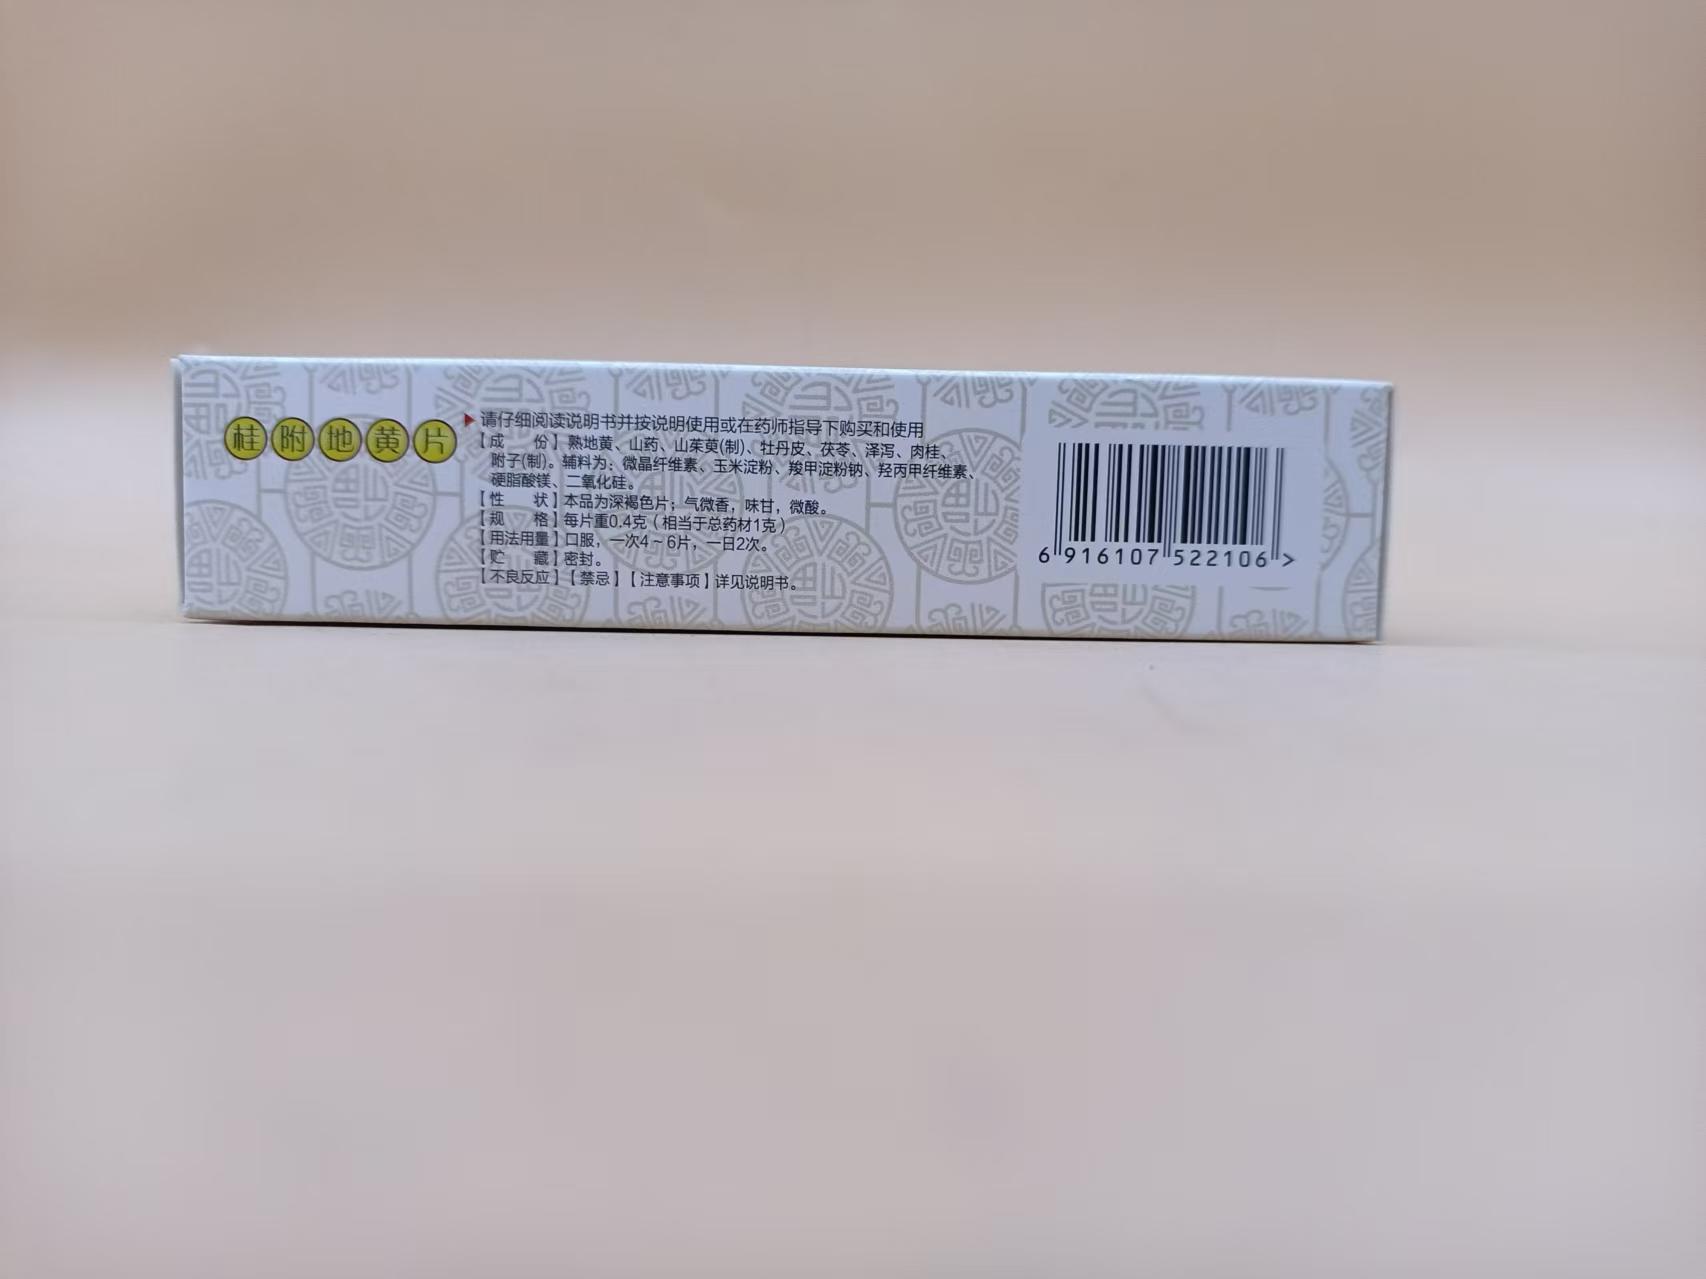 桂附地黄片
▶请仔细阅读说明书并按说明使用或在药师指导下购买和使用
【成 份】熟地黄、山药、山茱萸(制)、牡丹皮、茯苓、泽泻、肉桂、
附子(制)。辅料为：微晶纤维素、玉米淀粉、羧甲淀粉钠、羟丙甲纤维素、
硬脂酸镁、二氧化硅。
【性 状】本品为深褐色片；气微香，味甘，微酸。
【规 格】每片重0.4克（相当于总药材1克）
【用法用量】口服，一次4～6片，一日2次。
【贮 藏】密封。
【不良反应】【禁忌】【注意事项】详见说明书。
6 916107 522106 >